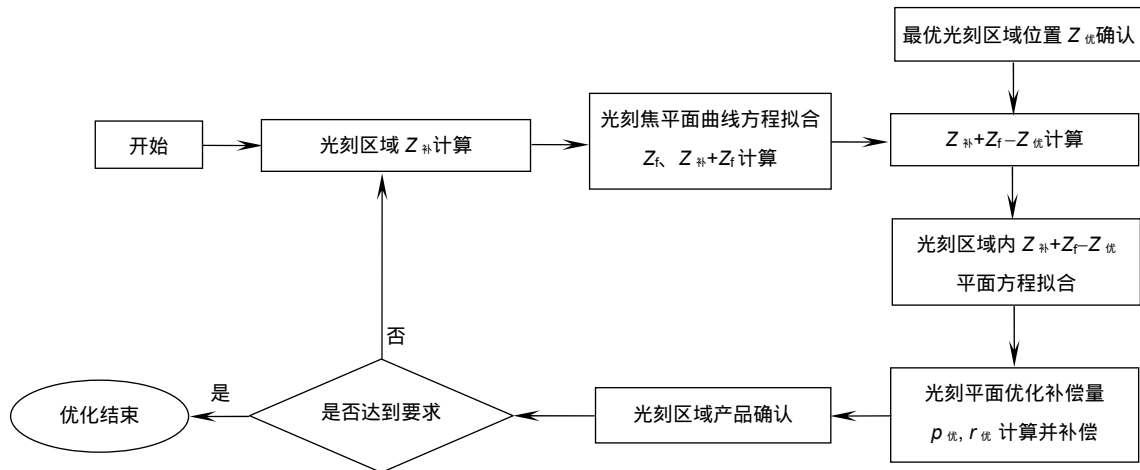 最优光刻区域位置 Z优确认
开始
光刻区域 Z补计算
光刻焦平面曲线方程拟合
Zf、Z补+Zf计算
Z补+Zf−Z优计算
光刻区域内 Z补+Zf−Z优
平面方程拟合
光刻平面优化补偿量
p优, r优 计算并补偿
光刻区域产品确认
是否达到要求
否
是
优化结束